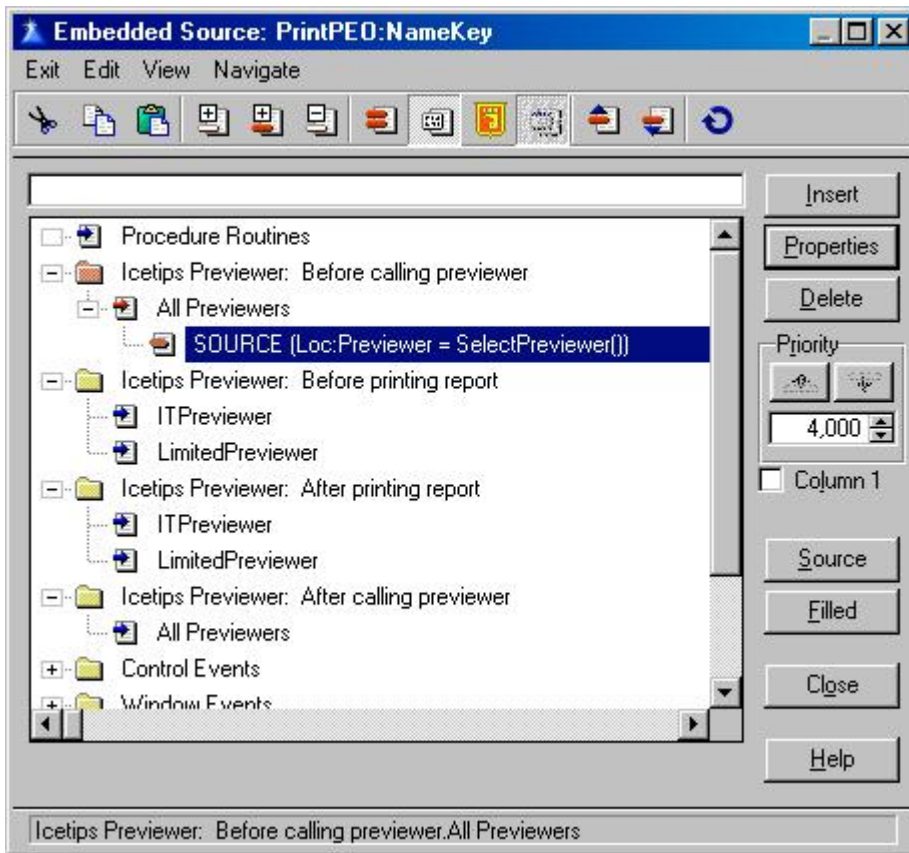 Embedded Source: PrintPEO:NameKey
Exit Edit View Navigate
Insert
Procedure Routines
Properties
Icetips Previewer: Before calling previewer
All Previewers
Delete
SOURCE (Loc:Previewer = SelectPreviewer())
Priority
Icetips Previewer: Before printing report
ITPreviewer
4,000
LimitedPreviewer
Column 1
Icetips Previewer: After printing report
ITPreviewer
LimitedPreviewer
Source
Icetips Previewer: After calling previewer
Filled
All Previewers
Control Events
Close
Window Events
Help
Icetips Previewer: Before calling previewer.All Previewers